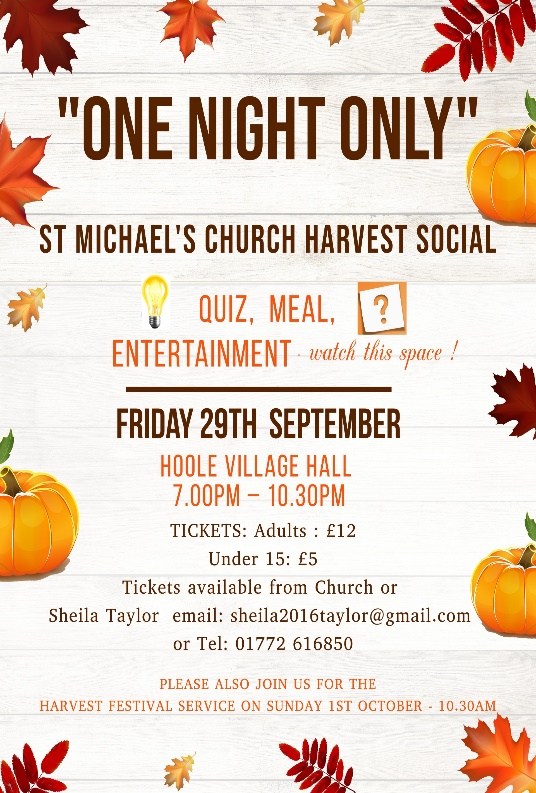 "ONE NIGHT ONLY"
ST MICHAEL'S CHURCH HARVEST SOCIAL
QUIZ, MEAL, ?
ENTERTAINMENT - watch this space !
FRIDAY 29TH SEPTEMBER
HOOLE VILLAGE HALL
7.00PM – 10.30PM
TICKETS: Adults : £12
Under 15: £5
Tickets available from Church or
Sheila Taylor email: sheila2016taylor@gmail.com
or Tel: 01772 616850
PLEASE ALSO JOIN US FOR THE
HARVEST FESTIVAL SERVICE ON SUNDAY 1ST OCTOBER - 10.30AM